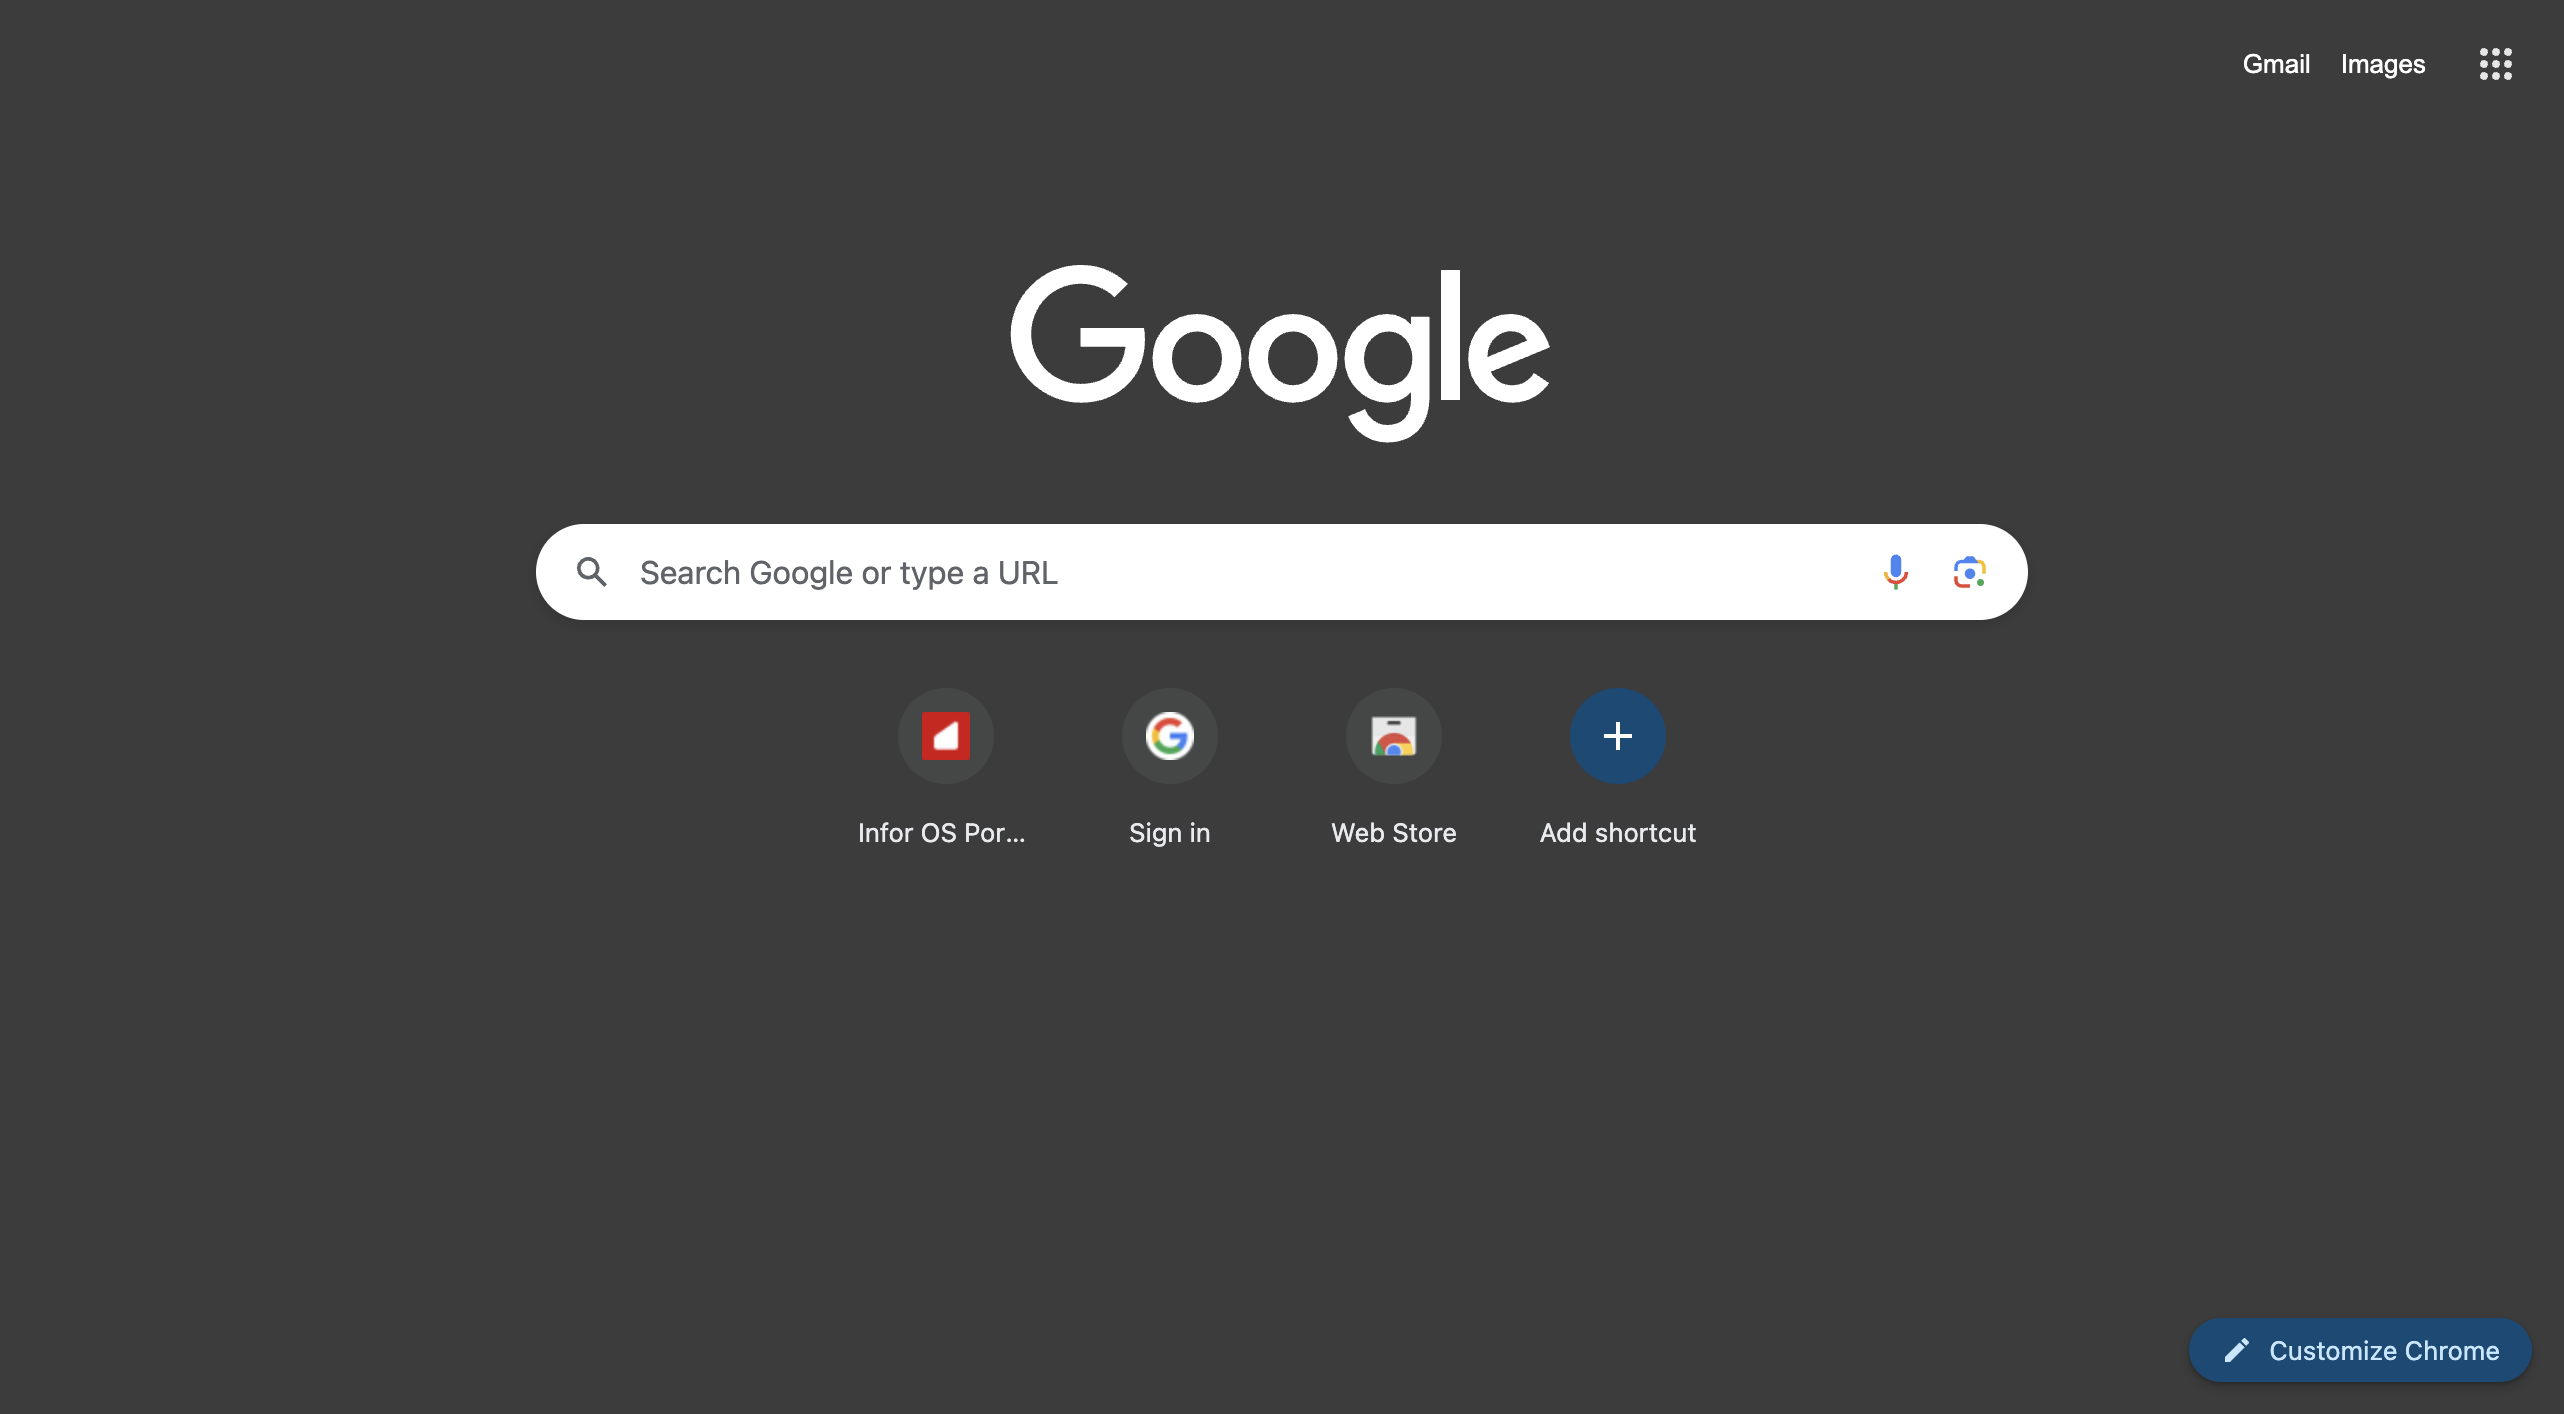 Gmail Images
Google
Search Google or type a URL
Infor OS Por...
Sign in
Web Store
Add shortcut
Customize Chrome